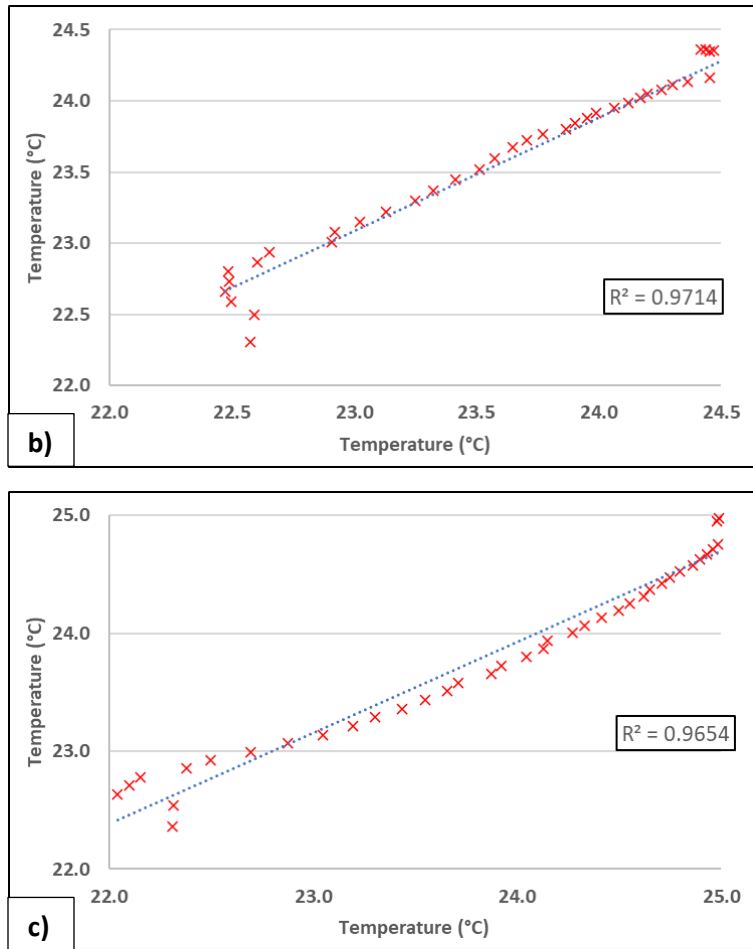 24.5
24.0
23.5
23.0
22.5
22.0
Temperature (°C)
R² = 0.9714
22.0 22.5 23.0 23.5 24.0 24.5
Temperature (°C)
b)
25.0
24.0
23.0
22.0
Temperature (°C)
R² = 0.9654
22.0 23.0 24.0 25.0
Temperature (°C)
c)